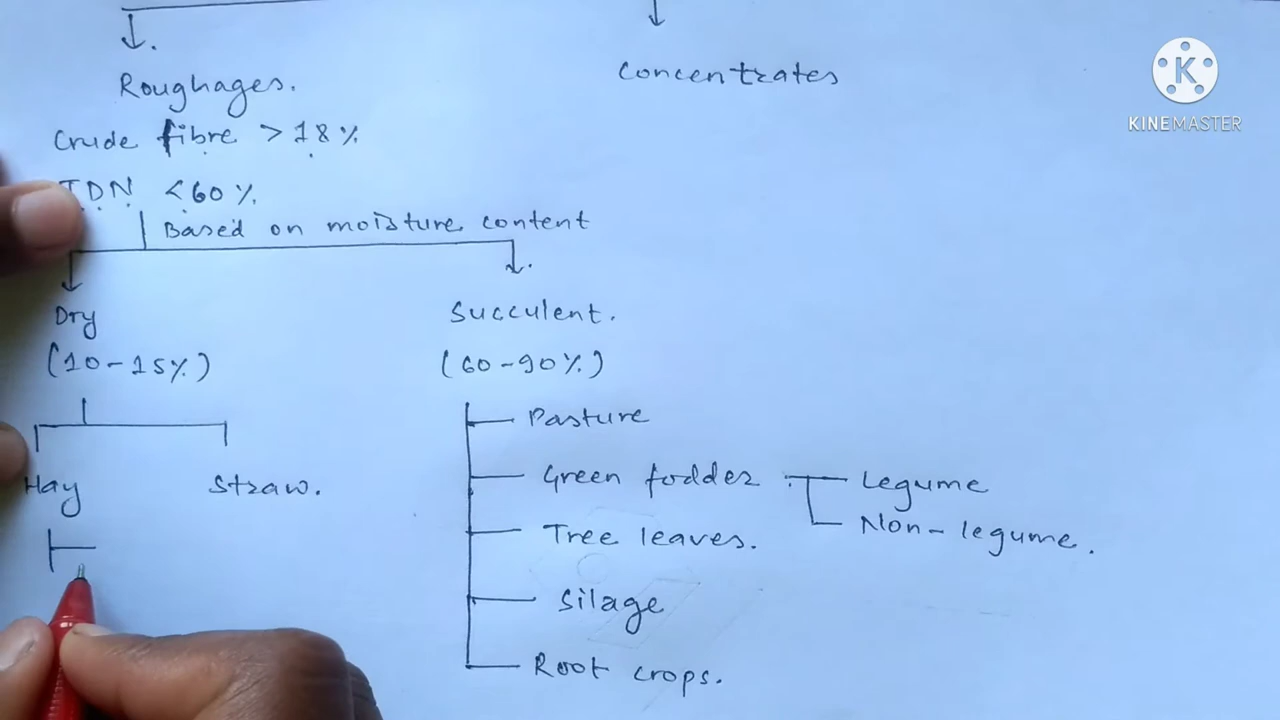 Roughages.
Concentrates
Crude fibre > 18%
TDN < 60%
Based on moisture content
Dry
Succulent.
(10-15%)
(60-90%)
Pasture
Green fodder
Legume
Non-legume.
Hay
Straw.
Tree leaves.
Silage
Root crops.
K
KINEMASTER